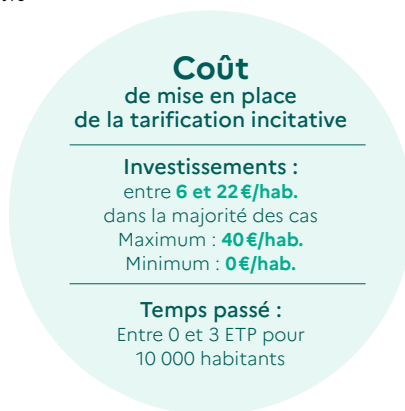 Coût
de mise en place
de la tarification incitative
Investissements :
entre 6 et 22 €/hab.
dans la majorité des cas
Maximum : 40 €/hab.
Minimum : 0 €/hab.
Temps passé :
Entre 0 et 3 ETP pour
10 000 habitants